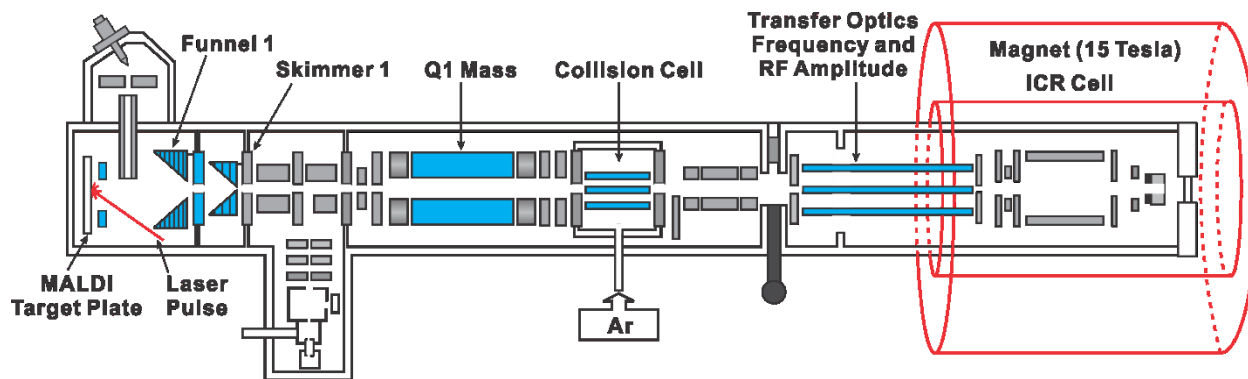 Funnel 1
Skimmer 1
Q1 Mass
Collision Cell
Transfer Optics
Frequency and
RF Amplitude
Magnet (15 Tesla)
ICR Cell
MALDI
Target Plate
Laser
Pulse
Ar